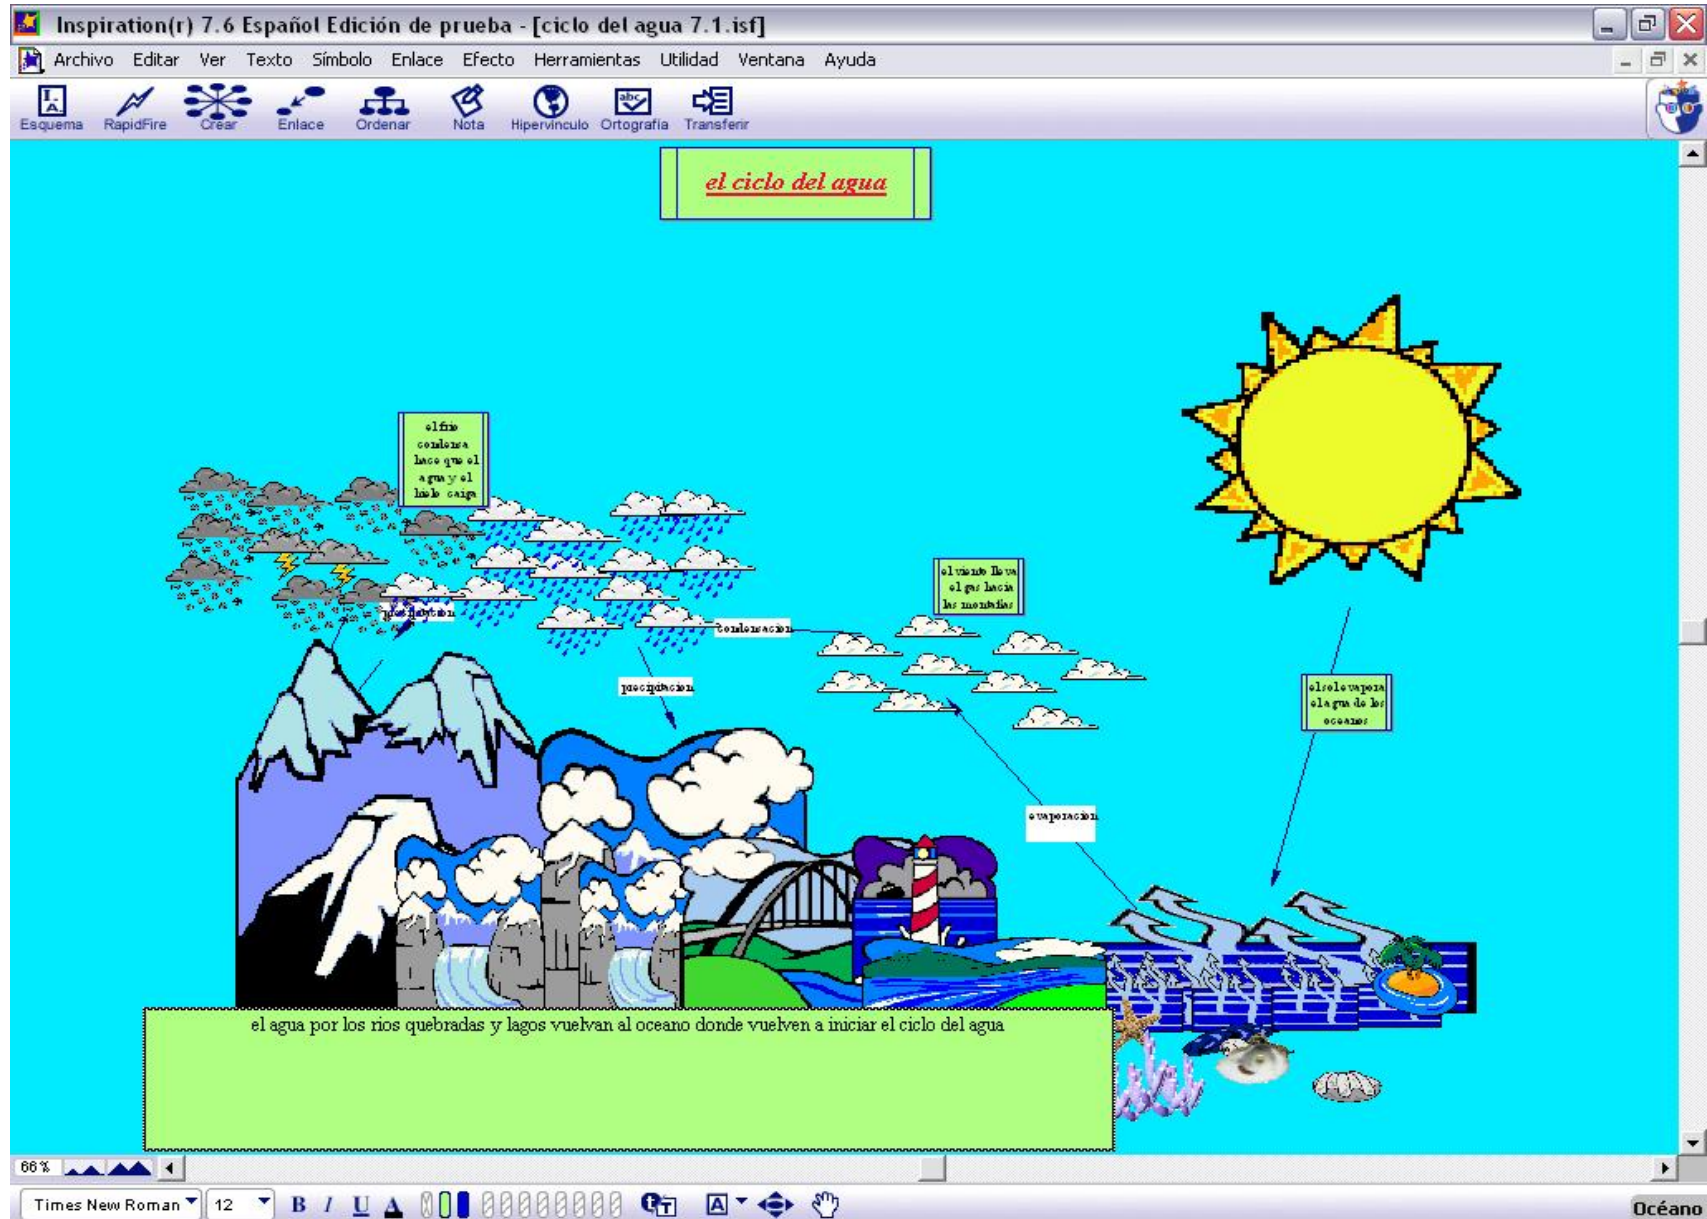 Inspiration(r) 7.6 Español Edición de prueba - [ciclo del agua 7.1.isf]
Archivo Editar Ver Texto Símbolo Enlace Efecto Herramientas Utilidad Ventana Ayuda
I. A.
abc
Esquema RapidFire Crear Enlace Ordenar Nota Hipervínculo Ortografía Transferir
el ciclo del agua
el frio
condensa
hace que el
agua y el
hielo caiga
el viento lleva
el gas hacia
las montañas
precipitacion
condensacion
precipitacion
el sol evapora
el agua de los
oceanos
evaporacion
el agua por los rios quebradas y lagos vuelvan al oceano donde vuelven a iniciar el ciclo del agua
66%
Times New Roman 12 B I U A A
Océano